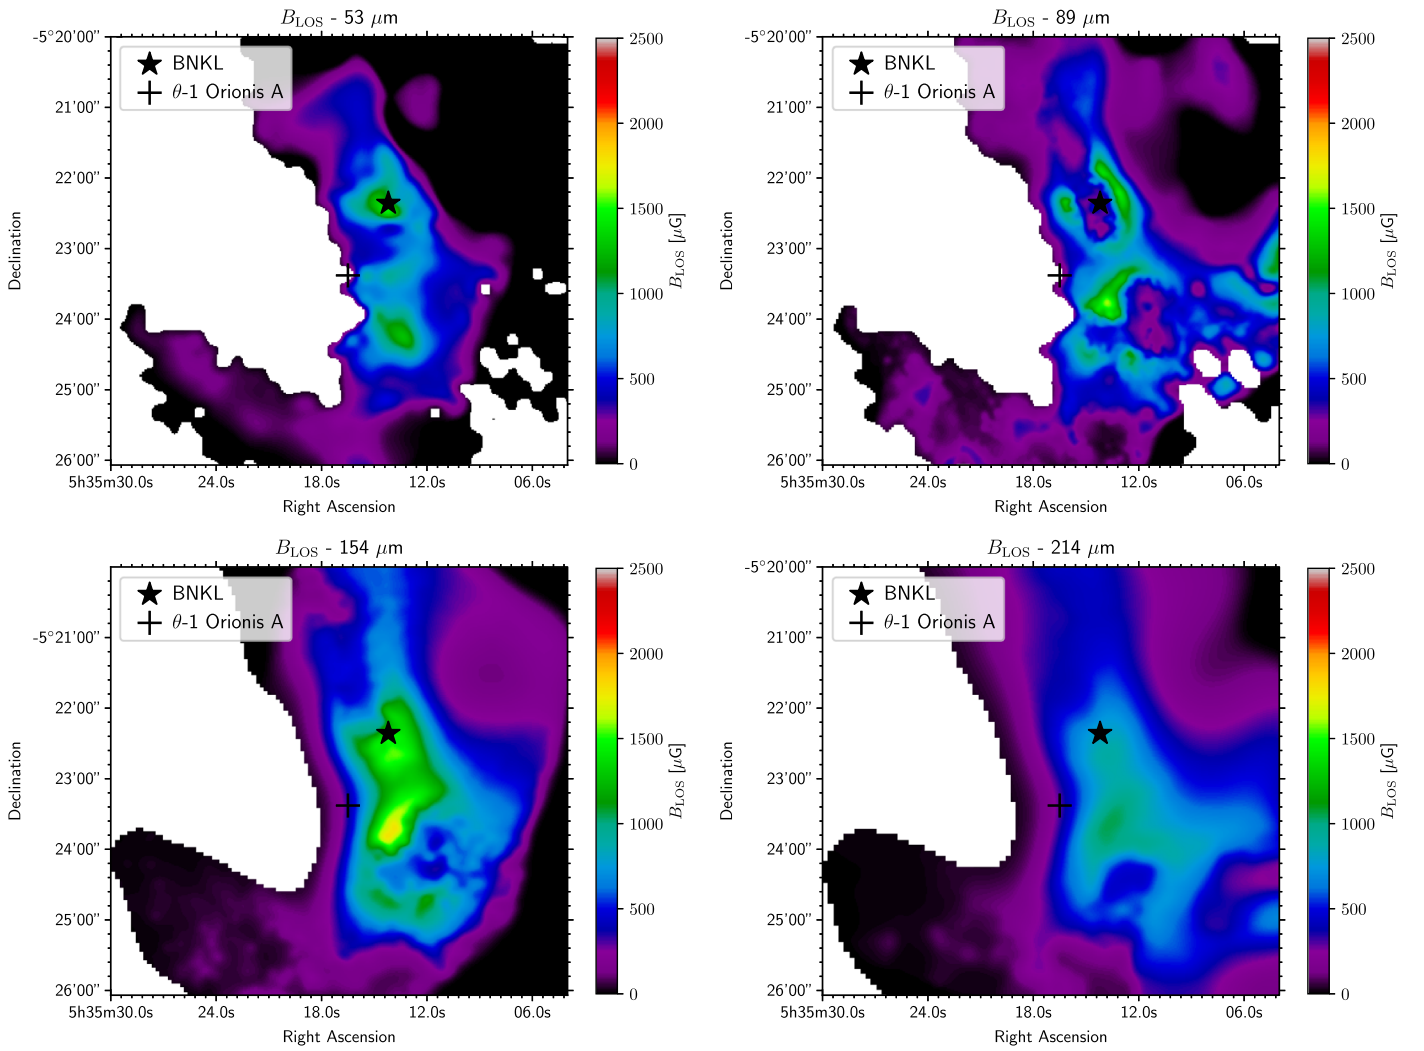 B_LOS - 53 μm
-5°20'00"
21'00"
22'00"
23'00"
24'00"
25'00"
26'00"
Declination
BNKL
θ-1 Orionis A
5h35m30.0s 24.0s 18.0s 12.0s 06.0s
Right Ascension
2500
2000
1500
1000
500
0
B_LOS [μG]
B_LOS - 89 μm
-5°20'00"
21'00"
22'00"
23'00"
24'00"
25'00"
26'00"
Declination
BNKL
θ-1 Orionis A
5h35m30.0s 24.0s 18.0s 12.0s 06.0s
Right Ascension
2500
2000
1500
1000
500
0
B_LOS [μG]
B_LOS - 154 μm
-5°21'00"
22'00"
23'00"
24'00"
25'00"
26'00"
Declination
BNKL
θ-1 Orionis A
5h35m30.0s 24.0s 18.0s 12.0s 06.0s
Right Ascension
2500
2000
1500
1000
500
0
B_LOS [μG]
B_LOS - 214 μm
-5°20'00"
21'00"
22'00"
23'00"
24'00"
25'00"
26'00"
Declination
BNKL
θ-1 Orionis A
5h35m30.0s 24.0s 18.0s 12.0s 06.0s
Right Ascension
2500
2000
1500
1000
500
0
B_LOS [μG]